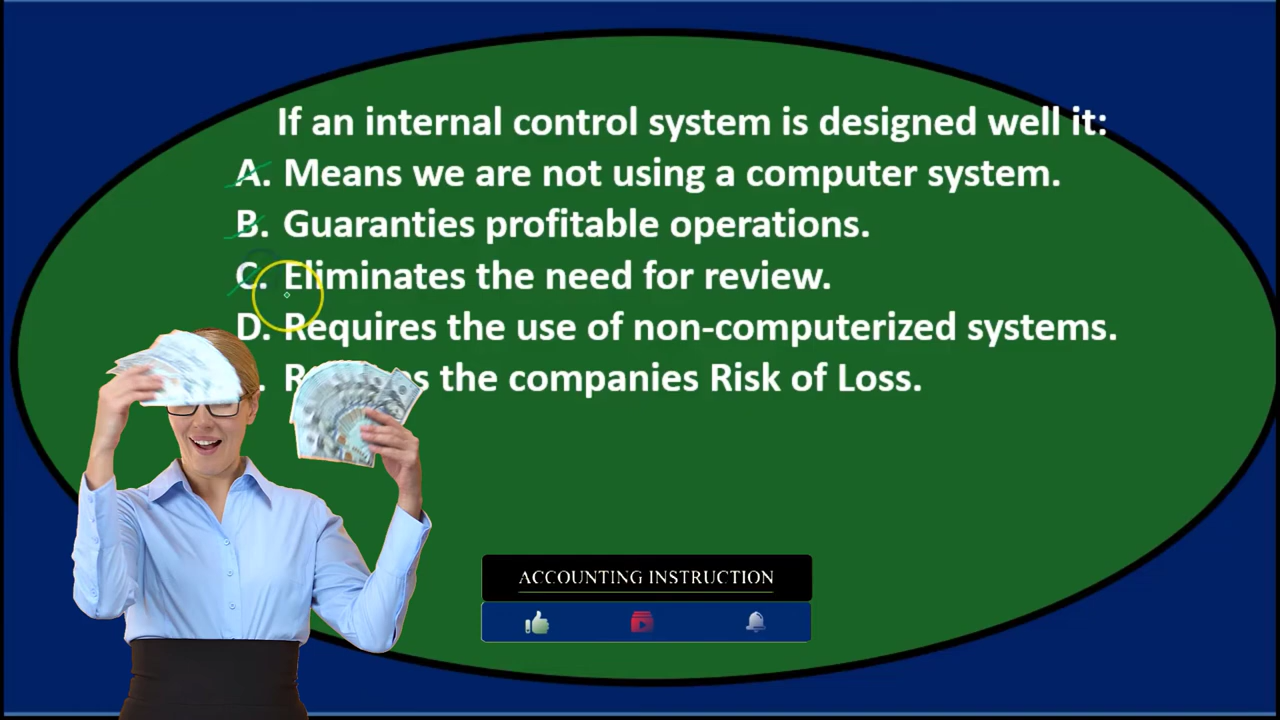 If an internal control system is designed well it:
A. Means we are not using a computer system.
B. Guaranties profitable operations.
C. Eliminates the need for review.
D. Requires the use of non-computerized systems.
the companies Risk of Loss.
ACCOUNTING INSTRUCTION